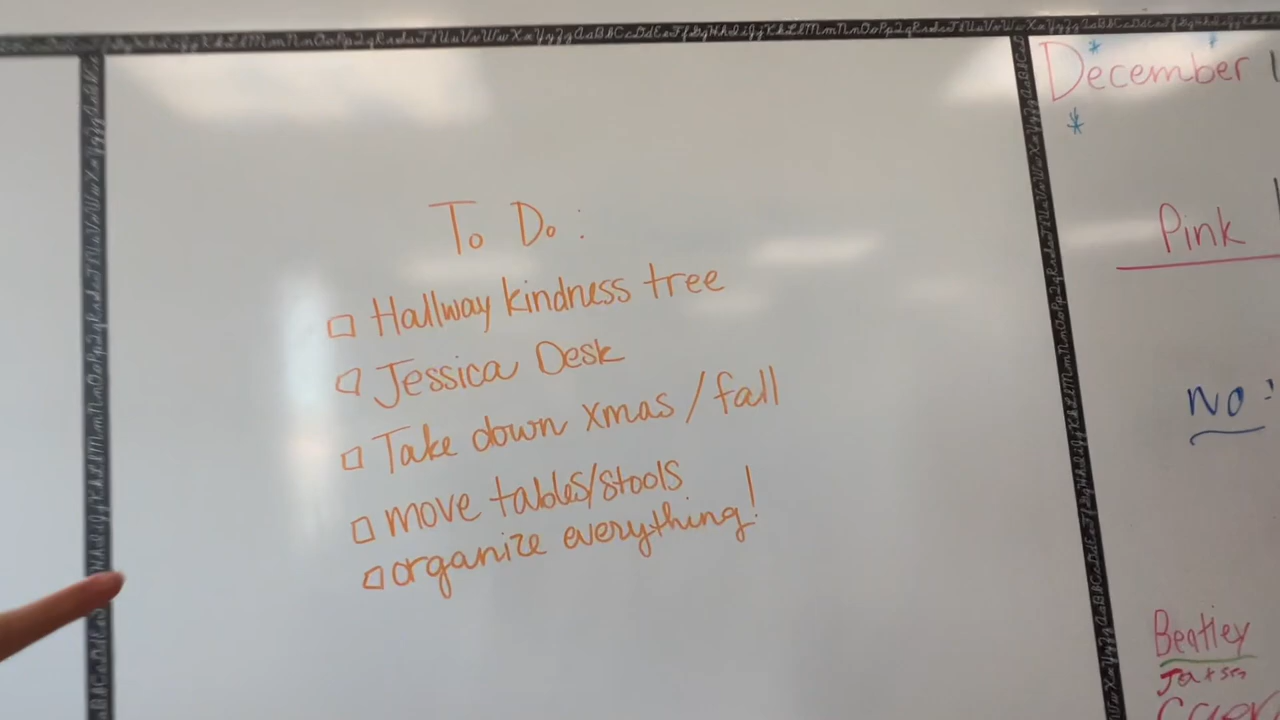 To Do:
Hallway kindness tree
Jessica Desk
Take down xmas/fall
move tables/stools
organize everything!
December
Pink
NO
Beatley
Jaxson